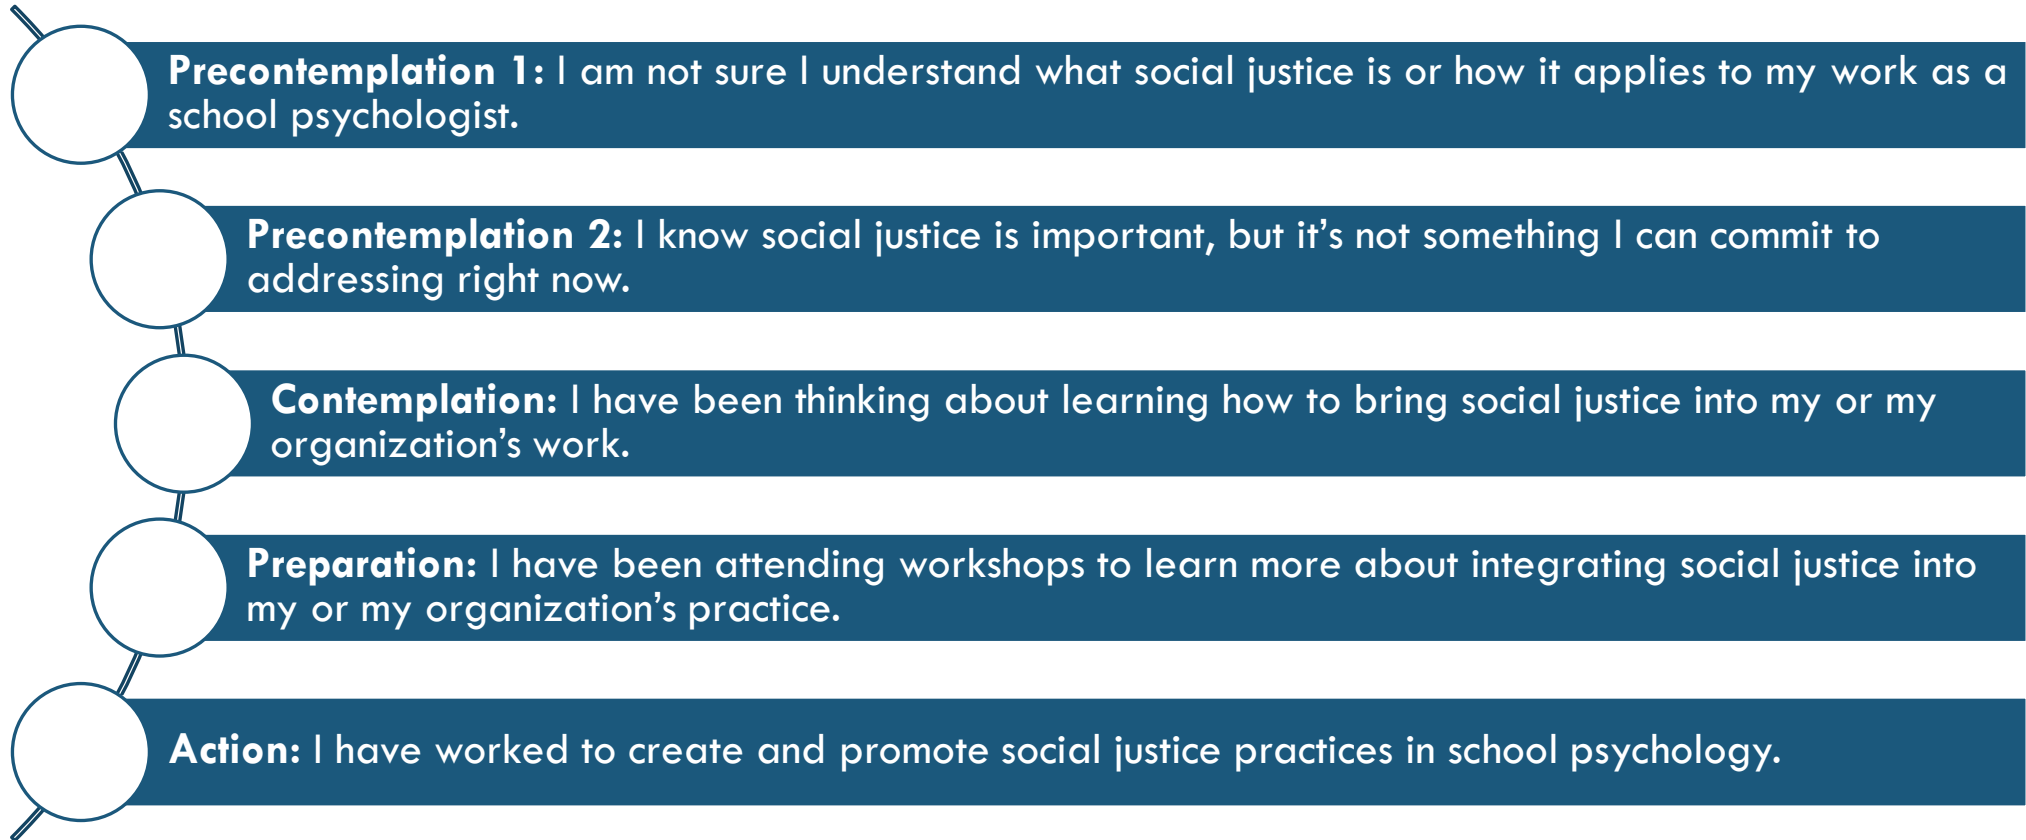 Precontemplation 1: I am not sure I understand what social justice is or how it applies to my work as a
school psychologist.
Precontemplation 2: I know social justice is important, but it’s not something I can commit to
addressing right now.
Contemplation: I have been thinking about learning how to bring social justice into my or my
organization’s work.
Preparation: I have been attending workshops to learn more about integrating social justice into
my or my organization’s practice.
Action: I have worked to create and promote social justice practices in school psychology.